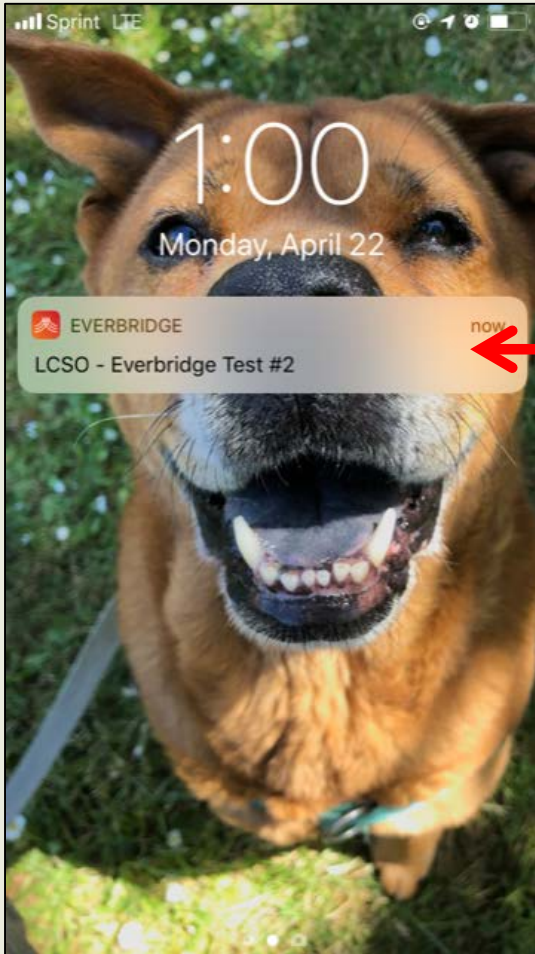 Sprint LTE
1:00
Monday, April 22
EVERBRIDGE now
LCSO - Everbridge Test #2